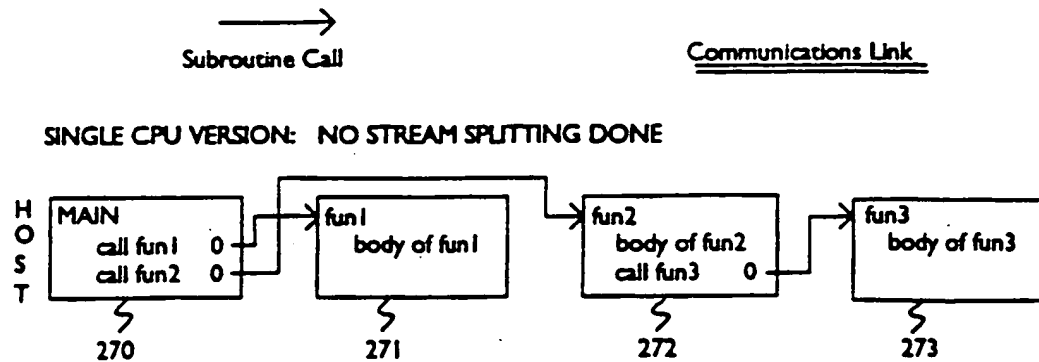 Subroutine Call
Communications Link
SINGLE CPU VERSION: NO STREAM SPLITTING DONE
HOST
MAIN
call fun1 0
call fun2 0
fun1
body of fun1
fun2
body of fun2
call fun3 0
fun3
body of fun3
270
271
272
273